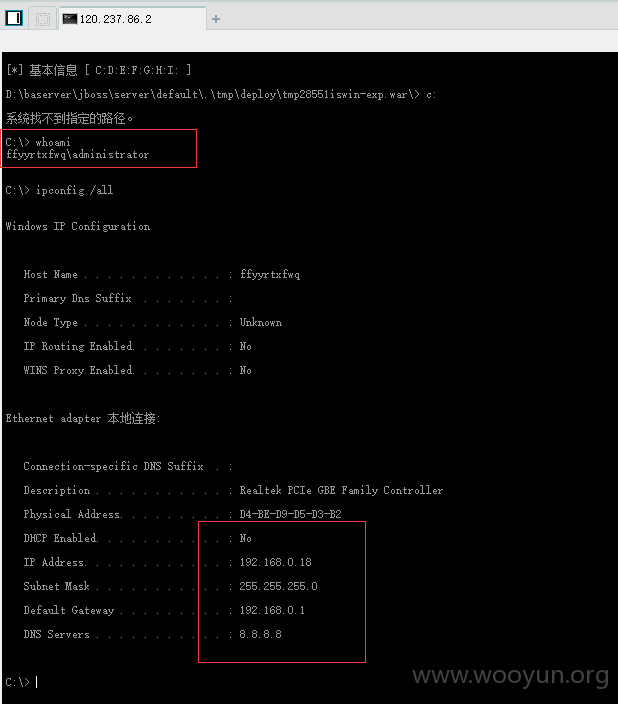 120.237.86.2
[*] 基本信息 [ C:D:E:F:G:H:I: ]
D:\baserver\jboss\server\default\.\tmp\deploy\tmp28551iswin-exp.war\> c:
系统找不到指定的路径。
C:\> whoami
ffyyrtxfwq\administrator
C:\> ipconfig /all
Windows IP Configuration
Host Name . . . . . . . . . . . . : ffyyrtxfwq
Primary Dns Suffix  . . . . . . . :
Node Type . . . . . . . . . . . . : Unknown
IP Routing Enabled. . . . . . . . : No
WINS Proxy Enabled. . . . . . . . : No
Ethernet adapter 本地连接:
Connection-specific DNS Suffix  . :
Description . . . . . . . . . . . : Realtek PCIe GBE Family Controller
Physical Address. . . . . . . . . : D4-BE-D9-D5-D3-B2
DHCP Enabled. . . . . . . . . . . : No
IP Address. . . . . . . . . . . . : 192.168.0.18
Subnet Mask . . . . . . . . . . . : 255.255.255.0
Default Gateway . . . . . . . . . : 192.168.0.1
DNS Servers . . . . . . . . . . . : 8.8.8.8
C:\>
www.wooyun.org